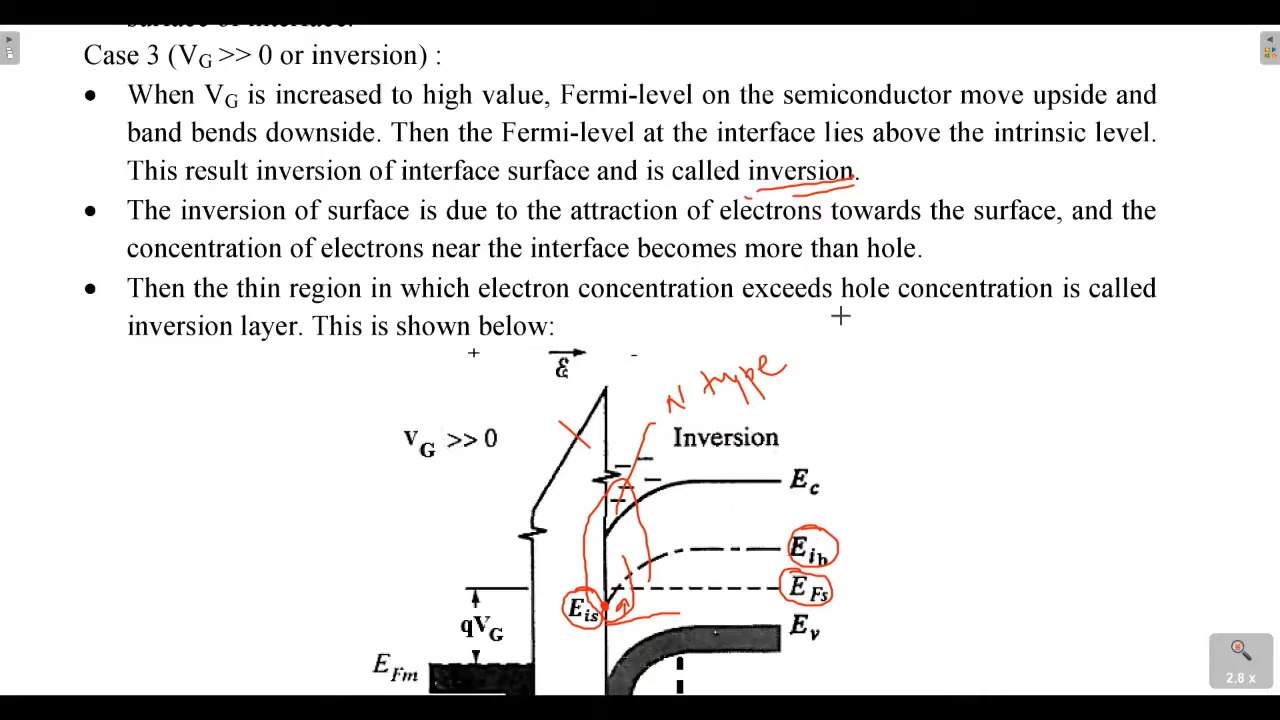 surface of interface.
Case 3 (VG >> 0 or inversion) :
• When VG is increased to high value, Fermi-level on the semiconductor move upside and
band bends downside. Then the Fermi-level at the interface lies above the intrinsic level.
This result inversion of interface surface and is called inversion.
• The inversion of surface is due to the attraction of electrons towards the surface, and the
concentration of electrons near the interface becomes more than hole.
• Then the thin region in which electron concentration exceeds hole concentration is called
inversion layer. This is shown below:
+ ℰ -
N type
VG >> 0 Inversion
Ec
Eib
EFs
Eis
Ev
qVG
EFm
2.8 x